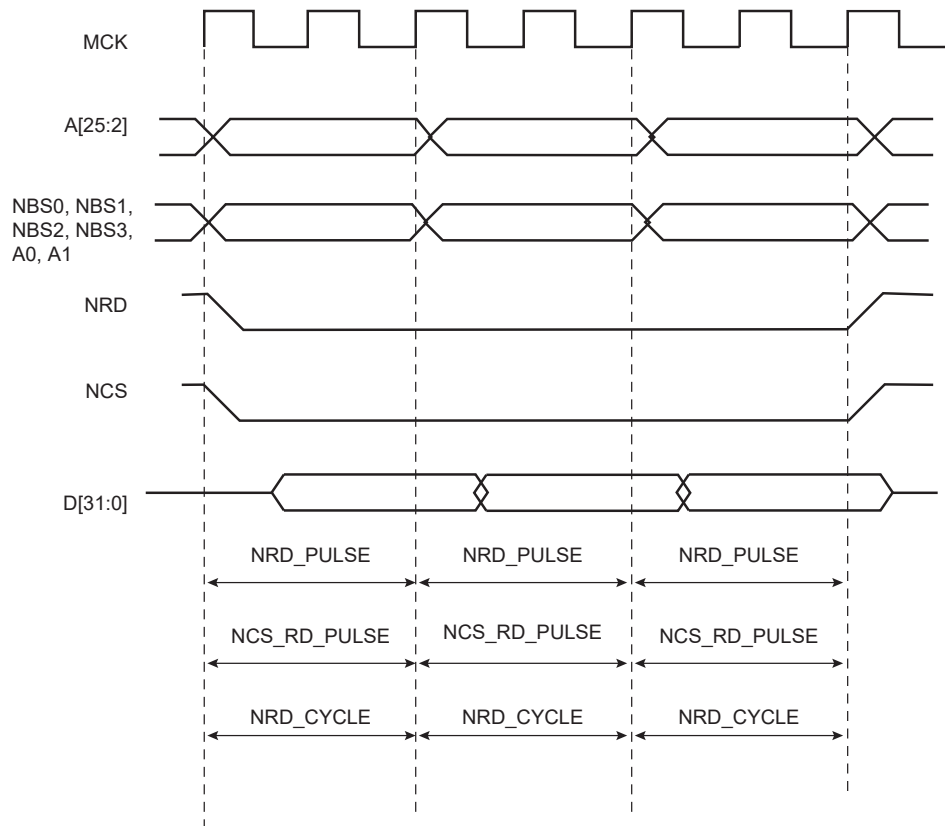 MCK
A[25:2]
NBS0, NBS1,
NBS2, NBS3,
A0, A1
NRD
NCS
D[31:0]
NRD_PULSE NRD_PULSE NRD_PULSE
NCS_RD_PULSE NCS_RD_PULSE NCS_RD_PULSE
NRD_CYCLE NRD_CYCLE NRD_CYCLE